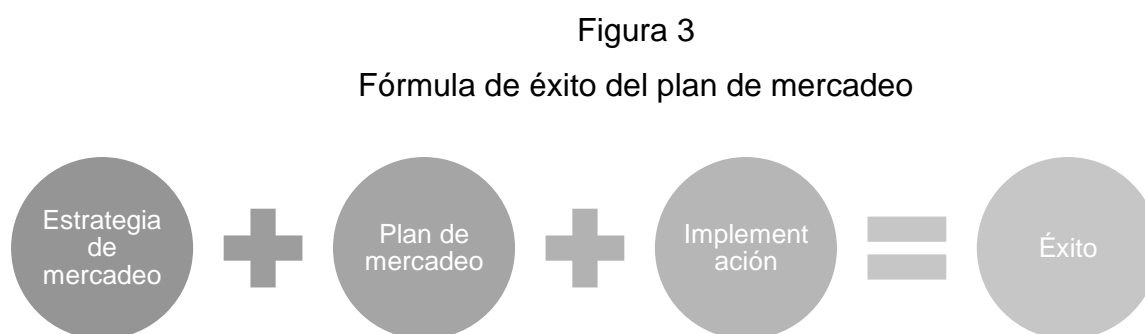 Figura 3
Fórmula de éxito del plan de mercadeo
Estrategia
de
mercadeo
Plan de
mercadeo
Implement
ación
Éxito